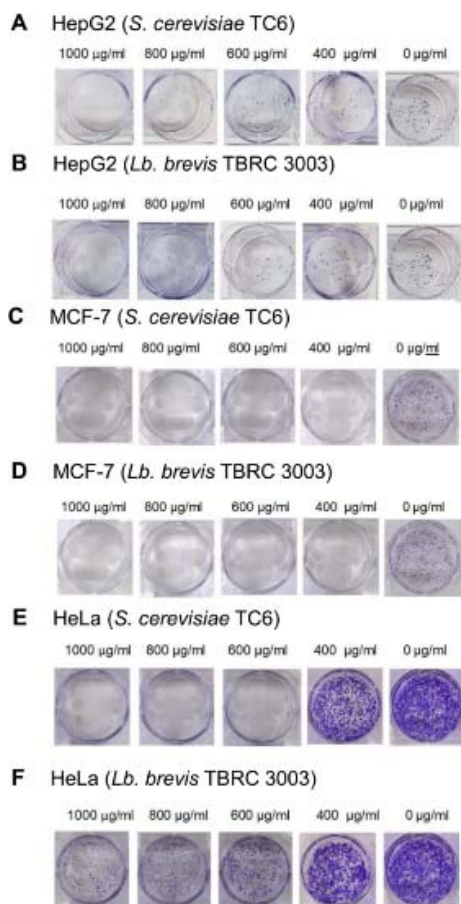 A HepG2 (S. cerevisiae TC6)
1000 µg/ml 800 µg/ml 600 µg/ml 400 µg/ml 0 µg/ml
B HepG2 (Lb. brevis TBRC 3003)
1000 µg/ml 800 µg/ml 600 µg/ml 400 µg/ml 0 µg/ml
C MCF-7 (S. cerevisiae TC6)
1000 µg/ml 800 µg/ml 600 µg/ml 400 µg/ml 0 µg/ml
D MCF-7 (Lb. brevis TBRC 3003)
1000 µg/ml 800 µg/ml 600 µg/ml 400 µg/ml 0 µg/ml
E HeLa (S. cerevisiae TC6)
1000 µg/ml 800 µg/ml 600 µg/ml 400 µg/ml 0 µg/ml
F HeLa (Lb. brevis TBRC 3003)
1000 µg/ml 800 µg/ml 600 µg/ml 400 µg/ml 0 µg/ml